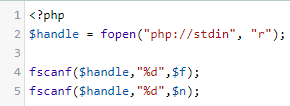 1 <?php
2 $handle = fopen("php://stdin", "r");
3
4 fscanf($handle,"%d",$f);
5 fscanf($handle,"%d",$n);